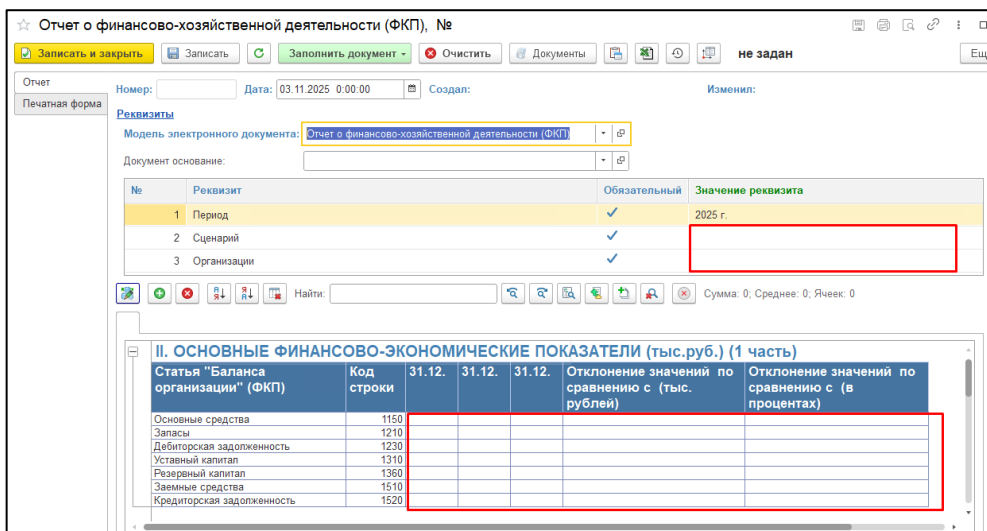 Отчет о финансово-хозяйственной деятельности (ФКП), №
Записать и закрыть Записать Заполнить документ Очистить Документы не задан Ещ
Отчет
Печатная форма
Номер: Дата: 03.11.2025 0:00:00 Создал: Изменил:
Реквизиты
Модель электронного документа: Отчет о финансово-хозяйственной деятельности (ФКП)
Документ основание:
№ Реквизит Обязательный Значение реквизита
1 Период 2025 г.
2 Сценарий
3 Организации
Найти: Сумма: 0; Среднее: 0; Ячеек: 0
II. ОСНОВНЫЕ ФИНАНСОВО-ЭКОНОМИЧЕСКИЕ ПОКАЗАТЕЛИ (тыс.руб.) (1 часть)
Статья "Баланса Код 31.12. 31.12. 31.12. Отклонение значений по Отклонение значений по
организации" (ФКП) строки сравнению с (тыс. сравнению с (в
рублей) процентах)
Основные средства 1150
Запасы 1210
Дебиторская задолженность 1230
Уставный капитал 1310
Резервный капитал 1360
Заемные средства 1510
Кредиторская задолженность 1520